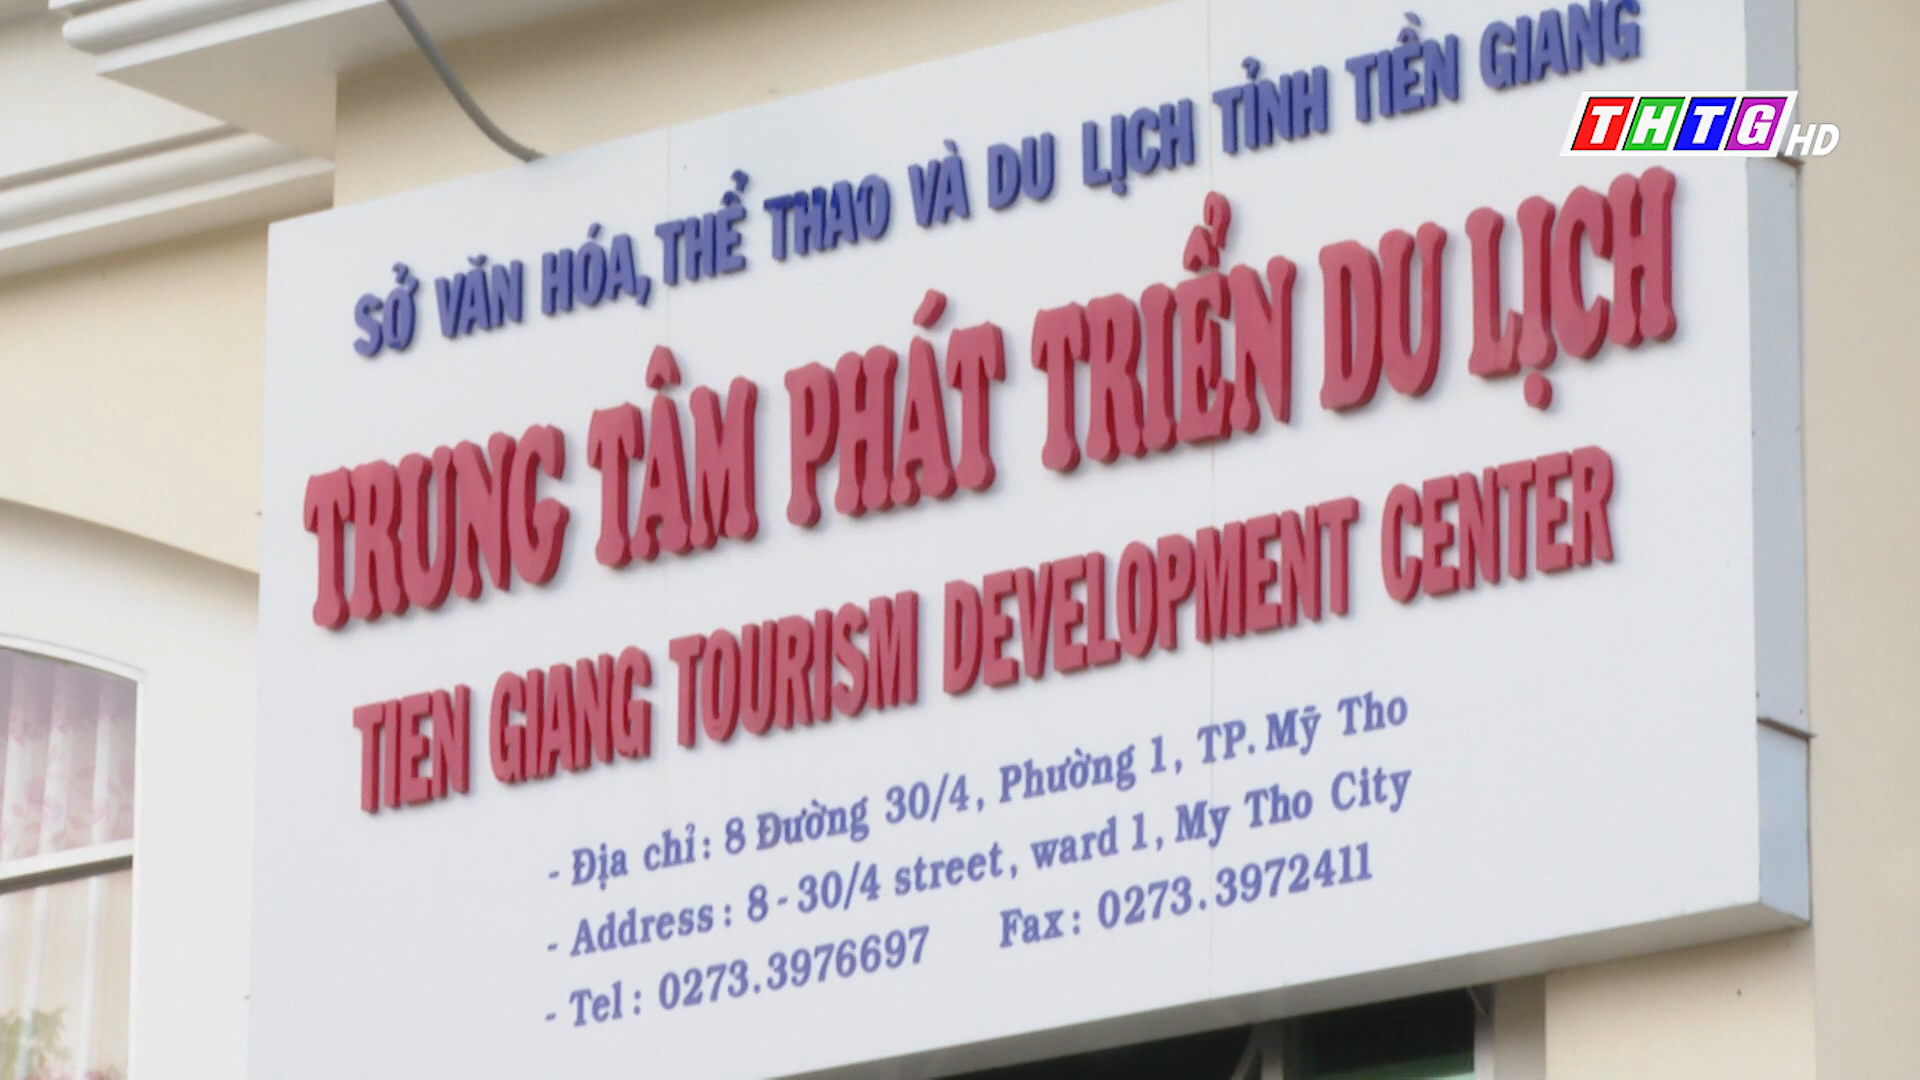 SỞ VĂN HÓA, THỂ THAO VÀ DU LỊCH TỈNH TIỀN GIANG
THTG HD
TRUNG TÂM PHÁT TRIỂN DU LỊCH
TIEN GIANG TOURISM DEVELOPMENT CENTER
- Địa chỉ: 8 Đường 30/4, Phường 1, TP. Mỹ Tho
- Address: 8 - 30/4 street, ward 1, My Tho City
- Tel: 0273.3976697 Fax: 0273.3972411